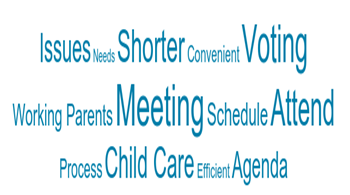 Issues Needs Shorter Convenient Voting
Working Parents Meeting Schedule Attend
Process Child Care Efficient Agenda